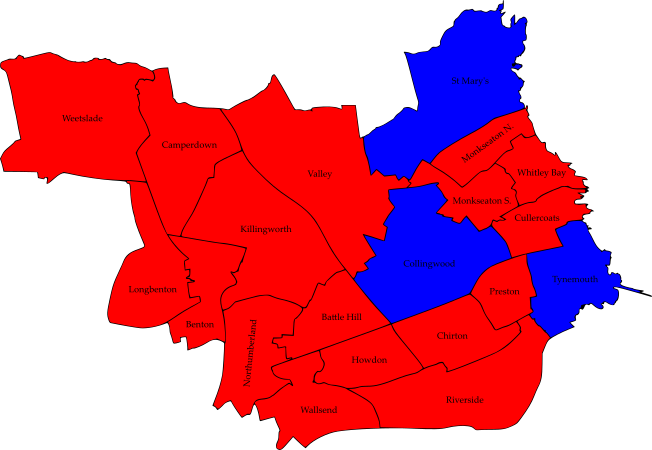 St Mary's
Weetslade
Monkseaton N.
Camperdown
Valley
Whitley Bay
Monkseaton S.
Cullercoats
Killingworth
Collingwood
Tynemouth
Longbenton
Preston
Benton
Battle Hill
Northumberland
Chirton
Howdon
Wallsend
Riverside